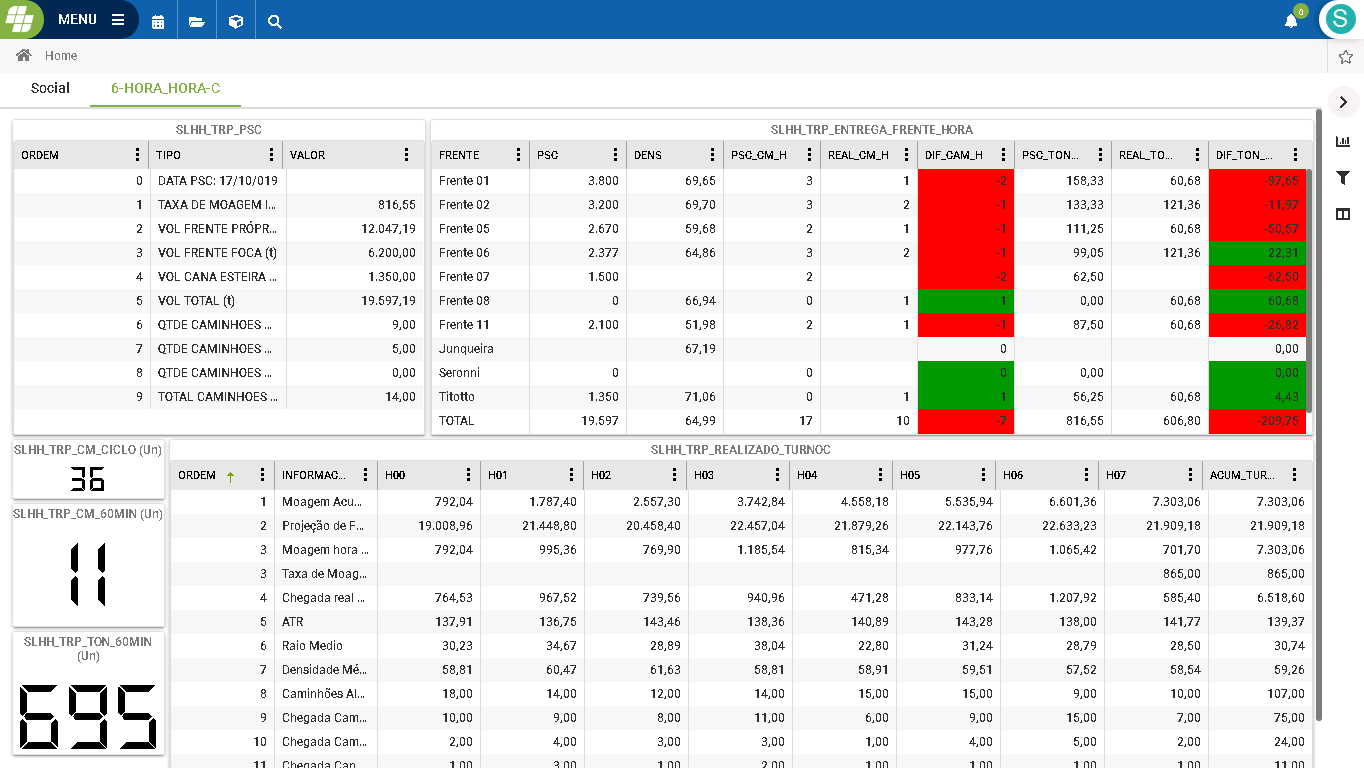 MENU
0
S
Home
Social 6-HORA_HORA-C
SLHH_TRP_PSC
ORDEM TIPO VALOR
0 DATA PSC: 17/10/019
1 TAXA DE MOAGEM I... 816,55
2 VOL FRENTE PRÓPR... 12.047,19
3 VOL FRENTE FOCA (t) 6.200,00
4 VOL CANA ESTEIRA ... 1.350,00
5 VOL TOTAL (t) 19.597,19
6 QTDE CAMINHOES ... 9,00
7 QTDE CAMINHOES ... 5,00
8 QTDE CAMINHOES ... 0,00
9 TOTAL CAMINHOES ... 14,00
SLHH_TRP_ENTREGA_FRENTE_HORA
FRENTE PSC DENS PSC_CM_H REAL_CM_H DIF_CAM_H PSC_TON... REAL_TO... DIF_TON_...
Frente 01 3.800 69,65 3 1 -2 158,33 60,68 -97,65
Frente 02 3.200 69,70 3 2 -1 133,33 121,36 -11,97
Frente 05 2.670 59,68 2 1 -1 111,25 60,68 -50,57
Frente 06 2.377 64,86 3 2 -1 99,05 121,36 22,31
Frente 07 1.500 2 -2 62,50 -62,50
Frente 08 0 66,94 0 1 1 0,00 60,68 60,68
Frente 11 2.100 51,98 2 1 -1 87,50 60,68 -26,82
Junqueira 67,19 0 0,00
Seronni 0 0 0 0,00 0,00
Titotto 1.350 71,06 0 1 1 56,25 60,68 4,43
TOTAL 19.597 64,99 17 10 -7 816,55 606,80 -209,75
SLHH_TRP_CM_CICLO (Un)
36
SLHH_TRP_CM_60MIN (Un)
11
SLHH_TRP_TON_60MIN
(Un)
695
SLHH_TRP_REALIZADO_TURNOC
ORDEM INFORMAC... H00 H01 H02 H03 H04 H05 H06 H07 ACUM_TUR...
1 Moagem Acu... 792,04 1.787,40 2.557,30 3.742,84 4.558,18 5.535,94 6.601,36 7.303,06 7.303,06
2 Projeção de F... 19.008,96 21.448,80 20.458,40 22.457,04 21.879,26 22.143,76 22.633,23 21.909,18 21.909,18
3 Moagem hora ... 792,04 995,36 769,90 1.185,54 815,34 977,76 1.065,42 701,70 7.303,06
3 Taxa de Moag... 865,00 865,00
4 Chegada real ... 764,53 967,52 739,56 940,96 471,28 833,14 1.207,92 585,40 6.518,60
5 ATR 137,91 136,75 143,46 138,36 140,89 143,28 138,00 141,77 139,37
6 Raio Medio 30,23 34,67 28,89 38,04 22,80 31,24 28,79 28,50 30,74
7 Densidade Mé... 58,81 60,47 61,63 58,81 58,91 59,51 57,52 58,54 59,26
8 Caminhões Al... 18,00 14,00 12,00 14,00 15,00 15,00 9,00 10,00 107,00
9 Chegada Cam... 10,00 9,00 8,00 11,00 6,00 9,00 15,00 7,00 75,00
10 Chegada Cam... 2,00 4,00 3,00 3,00 1,00 4,00 5,00 2,00 24,00
11 Chegada Can... 1,00 3,00 1,00 2,00 1,00 1,00 1,00 1,00 11,00